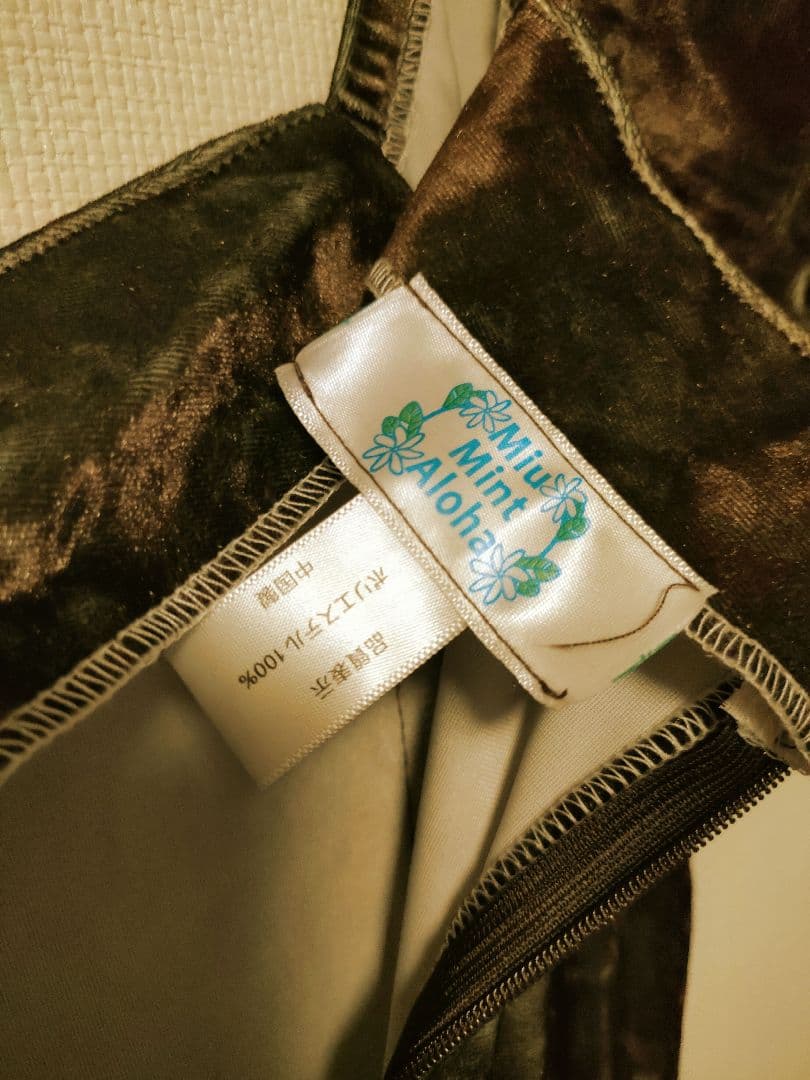 Miu
Mint
Aloha
品質表示
ポリエステル100%
中国製